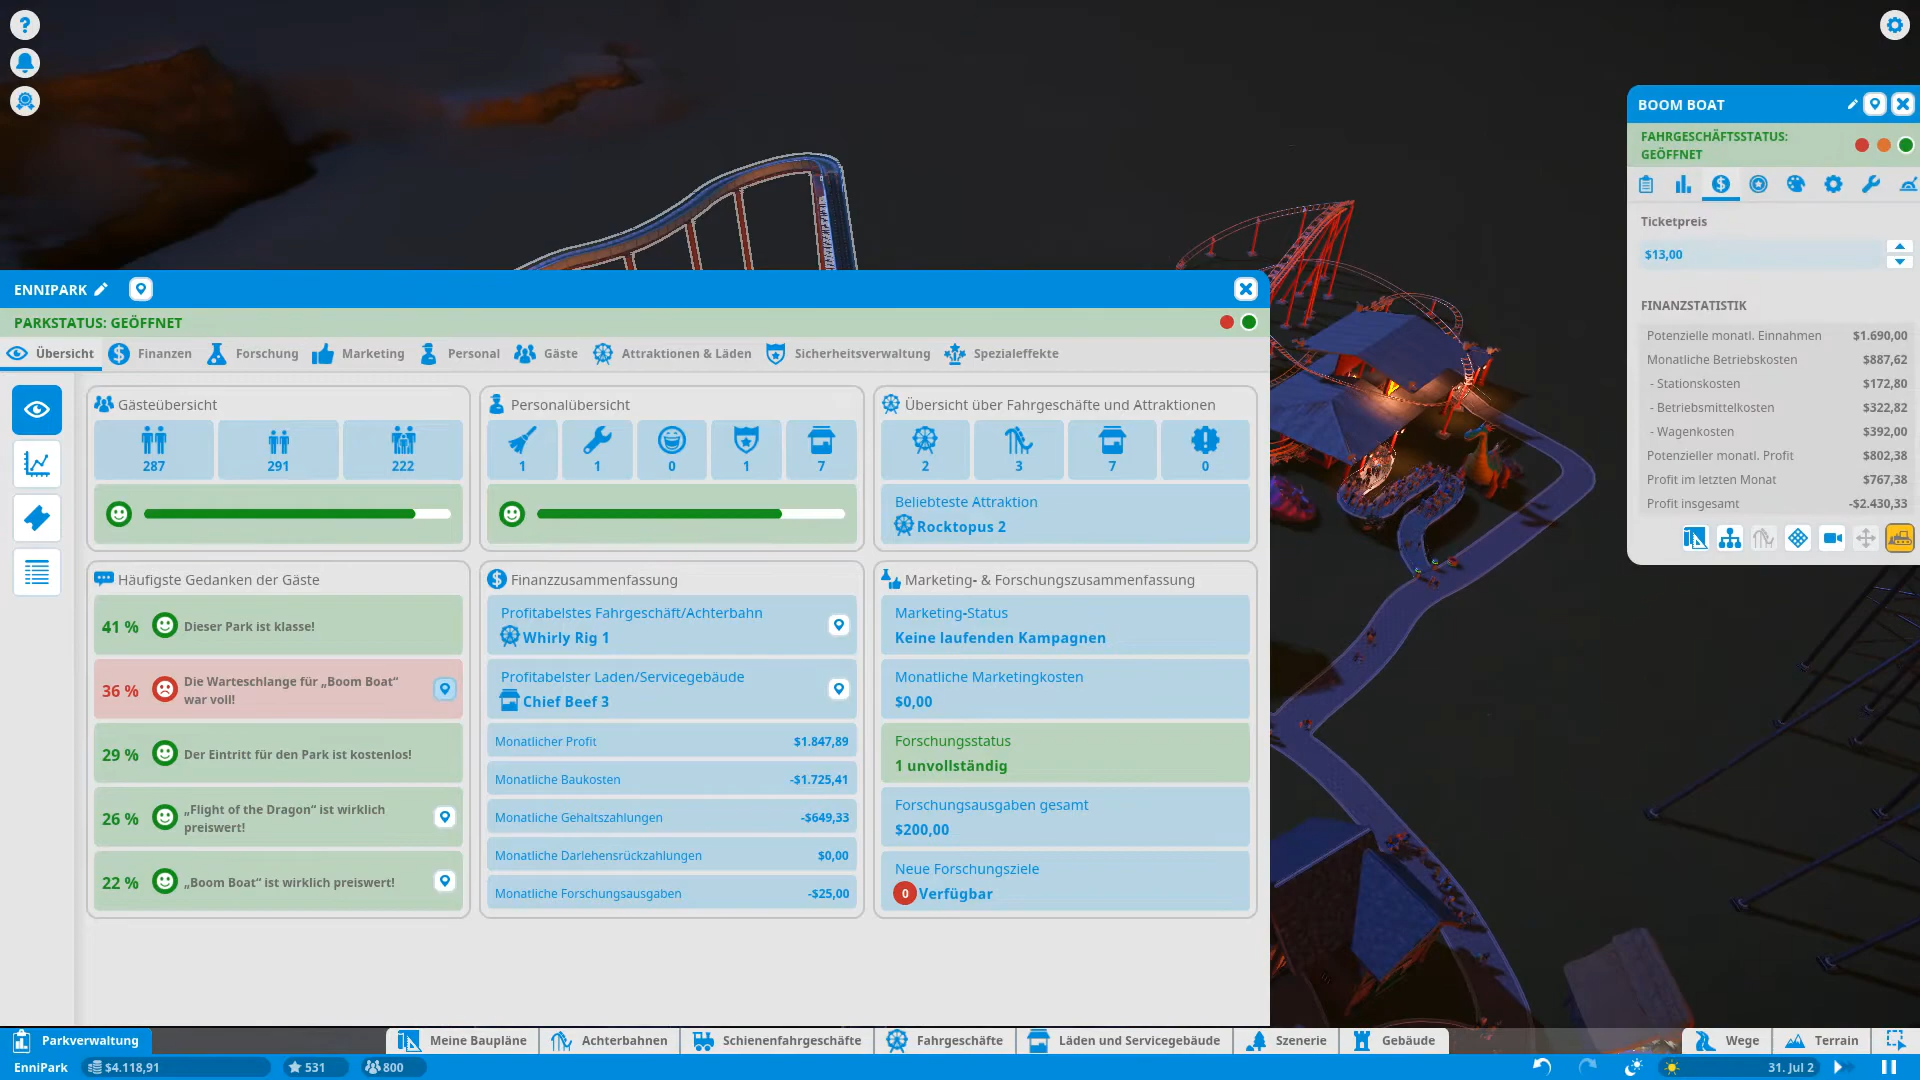 ENNIPARK
PARKSTATUS: GEÖFFNET
Übersicht
Finanzen
Forschung
Marketing
Personal
Gäste
Attraktionen & Läden
Sicherheitsverwaltung
Spezialeffekte
Gästeübersicht
287
291
222
Personalübersicht
1
1
0
1
7
Übersicht über Fahrgeschäfte und Attraktionen
2
3
7
0
Beliebteste Attraktion
Rocktopus 2
Häufigste Gedanken der Gäste
41 %
Dieser Park ist klasse!
36 %
Die Warteschlange für „Boom Boat“
war voll!
29 %
Der Eintritt für den Park ist kostenlos!
26 %
„Flight of the Dragon“ ist wirklich
preiswert!
22 %
„Boom Boat“ ist wirklich preiswert!
Finanzzusammenfassung
Profitabelstes Fahrgeschäft/Achterbahn
Whirly Rig 1
Profitabelster Laden/Servicegebäude
Chief Beef 3
Monatlicher Profit $1.847,89
Monatliche Baukosten -$1.725,41
Monatliche Gehaltszahlungen -$649,33
Monatliche Darlehensrückzahlungen $0,00
Monatliche Forschungsausgaben -$25,00
Marketing- & Forschungszusammenfassung
Marketing-Status
Keine laufenden Kampagnen
Monatliche Marketingkosten
$0,00
Forschungsstatus
1 unvollständig
Forschungsausgaben gesamt
$200,00
Neue Forschungsziele
0 Verfügbar
BOOM BOAT
FAHRGESCHÄFTSSTATUS:
GEÖFFNET
Ticketpreis
$13,00
FINANZSTATISTIK
Potenzielle monatl. Einnahmen $1.690,00
Monatliche Betriebskosten $887,62
- Stationskosten $172,80
- Betriebsmittelkosten $322,82
- Wagenkosten $392,00
Potenzieller monatl. Profit $802,38
Profit im letzten Monat $767,38
Profit insgesamt -$2.430,33
Parkverwaltung
Meine Baupläne
Achterbahnen
Schienenfahrgeschäfte
Fahrgeschäfte
Läden und Servicegebäude
Szenerie
Gebäude
Wege
Terrain
EnniPark
$4.118,91
531
800
31. Jul 2